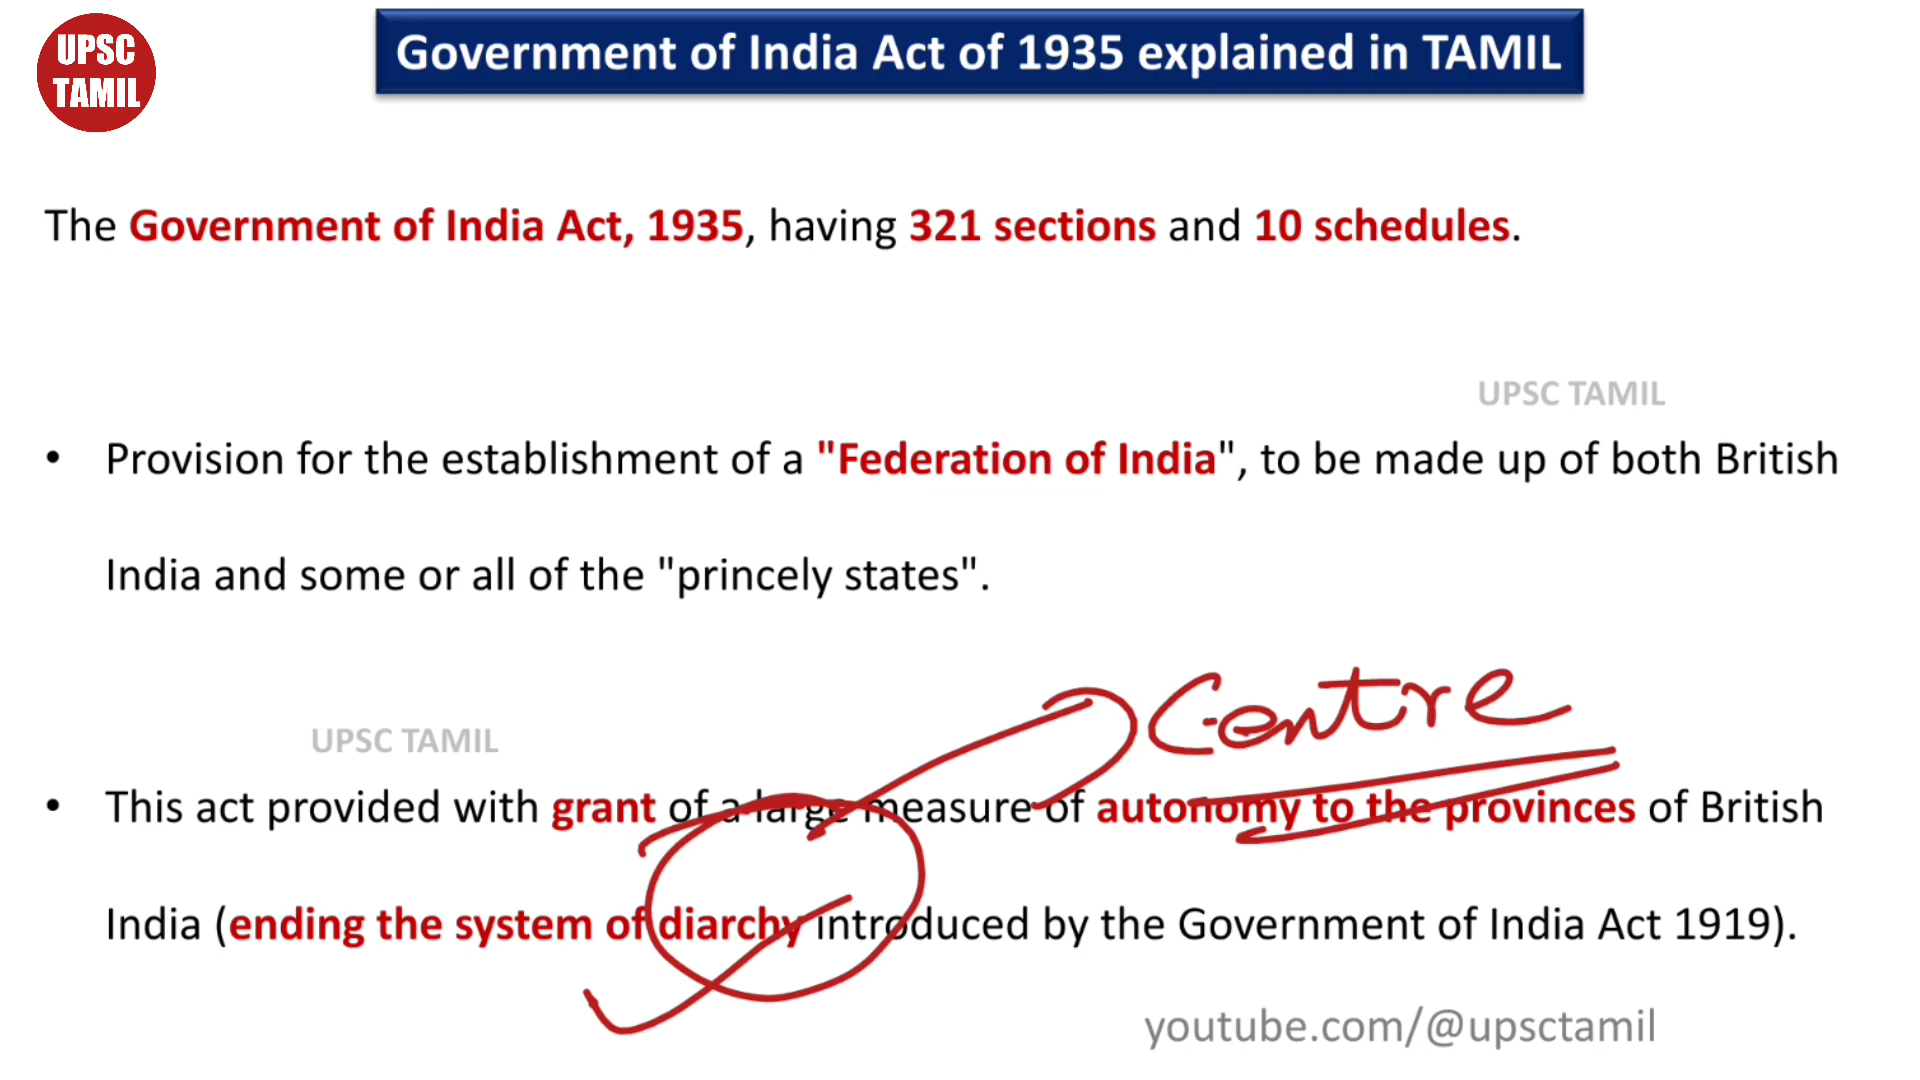 UPSC
TAMIL
Government of India Act of 1935 explained in TAMIL
The Government of India Act, 1935, having 321 sections and 10 schedules.
UPSC TAMIL
• Provision for the establishment of a "Federation of India", to be made up of both British
India and some or all of the "princely states".
Centre
UPSC TAMIL
• This act provided with grant of a large measure of autonomy to the provinces of British
India (ending the system of diarchy introduced by the Government of India Act 1919).
youtube.com/@upsctamil